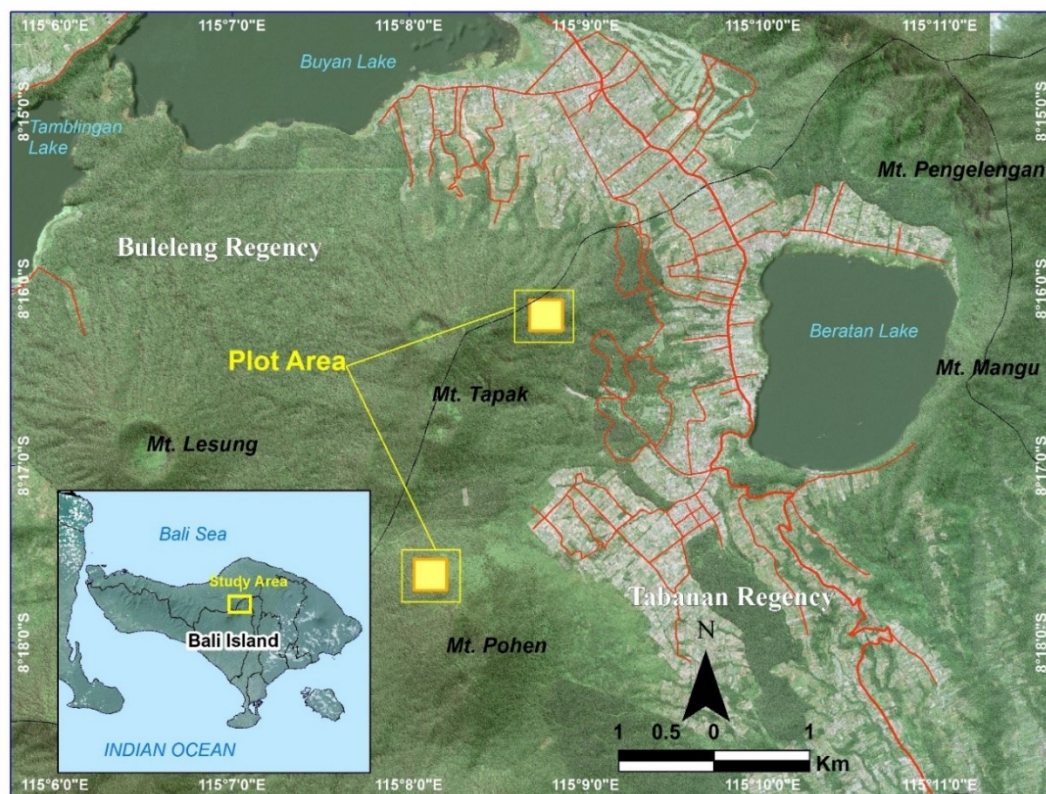 115°6'0"E
115°7'0"E
115°8'0"E
115°9'0"E
115°10'0"E
115°11'0"E
8°15'0"S
8°15'0"S
8°16'0"S
8°16'0"S
8°17'0"S
8°17'0"S
8°18'0"S
8°18'0"S
Buyan Lake
Tamblingan
Lake
Mt. Pengelengan
Buleleng Regency
Beratan Lake
Plot Area
Mt. Mangu
Mt. Tapak
Mt. Lesung
Bali Sea
Study Area
Bali Island
INDIAN OCEAN
Tabanan Regency
Mt. Pohen
N
1 0.5 0 1
Km
115°6'0"E
115°7'0"E
115°8'0"E
115°9'0"E
115°10'0"E
115°11'0"E